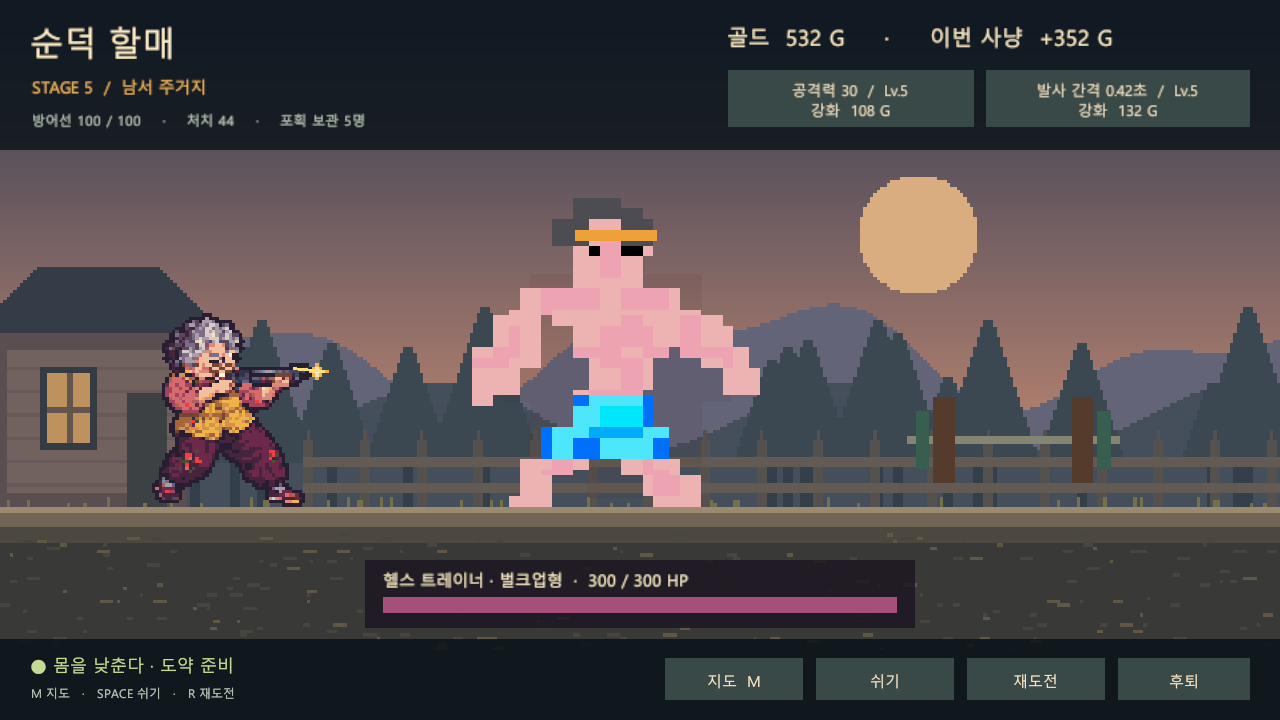 순덕 할매
STAGE 5 / 남서 주거지
방어선 100 / 100 · 처치 44 · 포획 보관 5명
골드 532 G · 이번 사냥 +352 G
공격력 30 / Lv.5
강화 108 G
발사 간격 0.42초 / Lv.5
강화 132 G
헬스 트레이너 · 벌크업형 · 300 / 300 HP
몸을 낮춘다 · 도약 준비
M 지도 · SPACE 쉬기 · R 재도전
지도 M
쉬기
재도전
후퇴